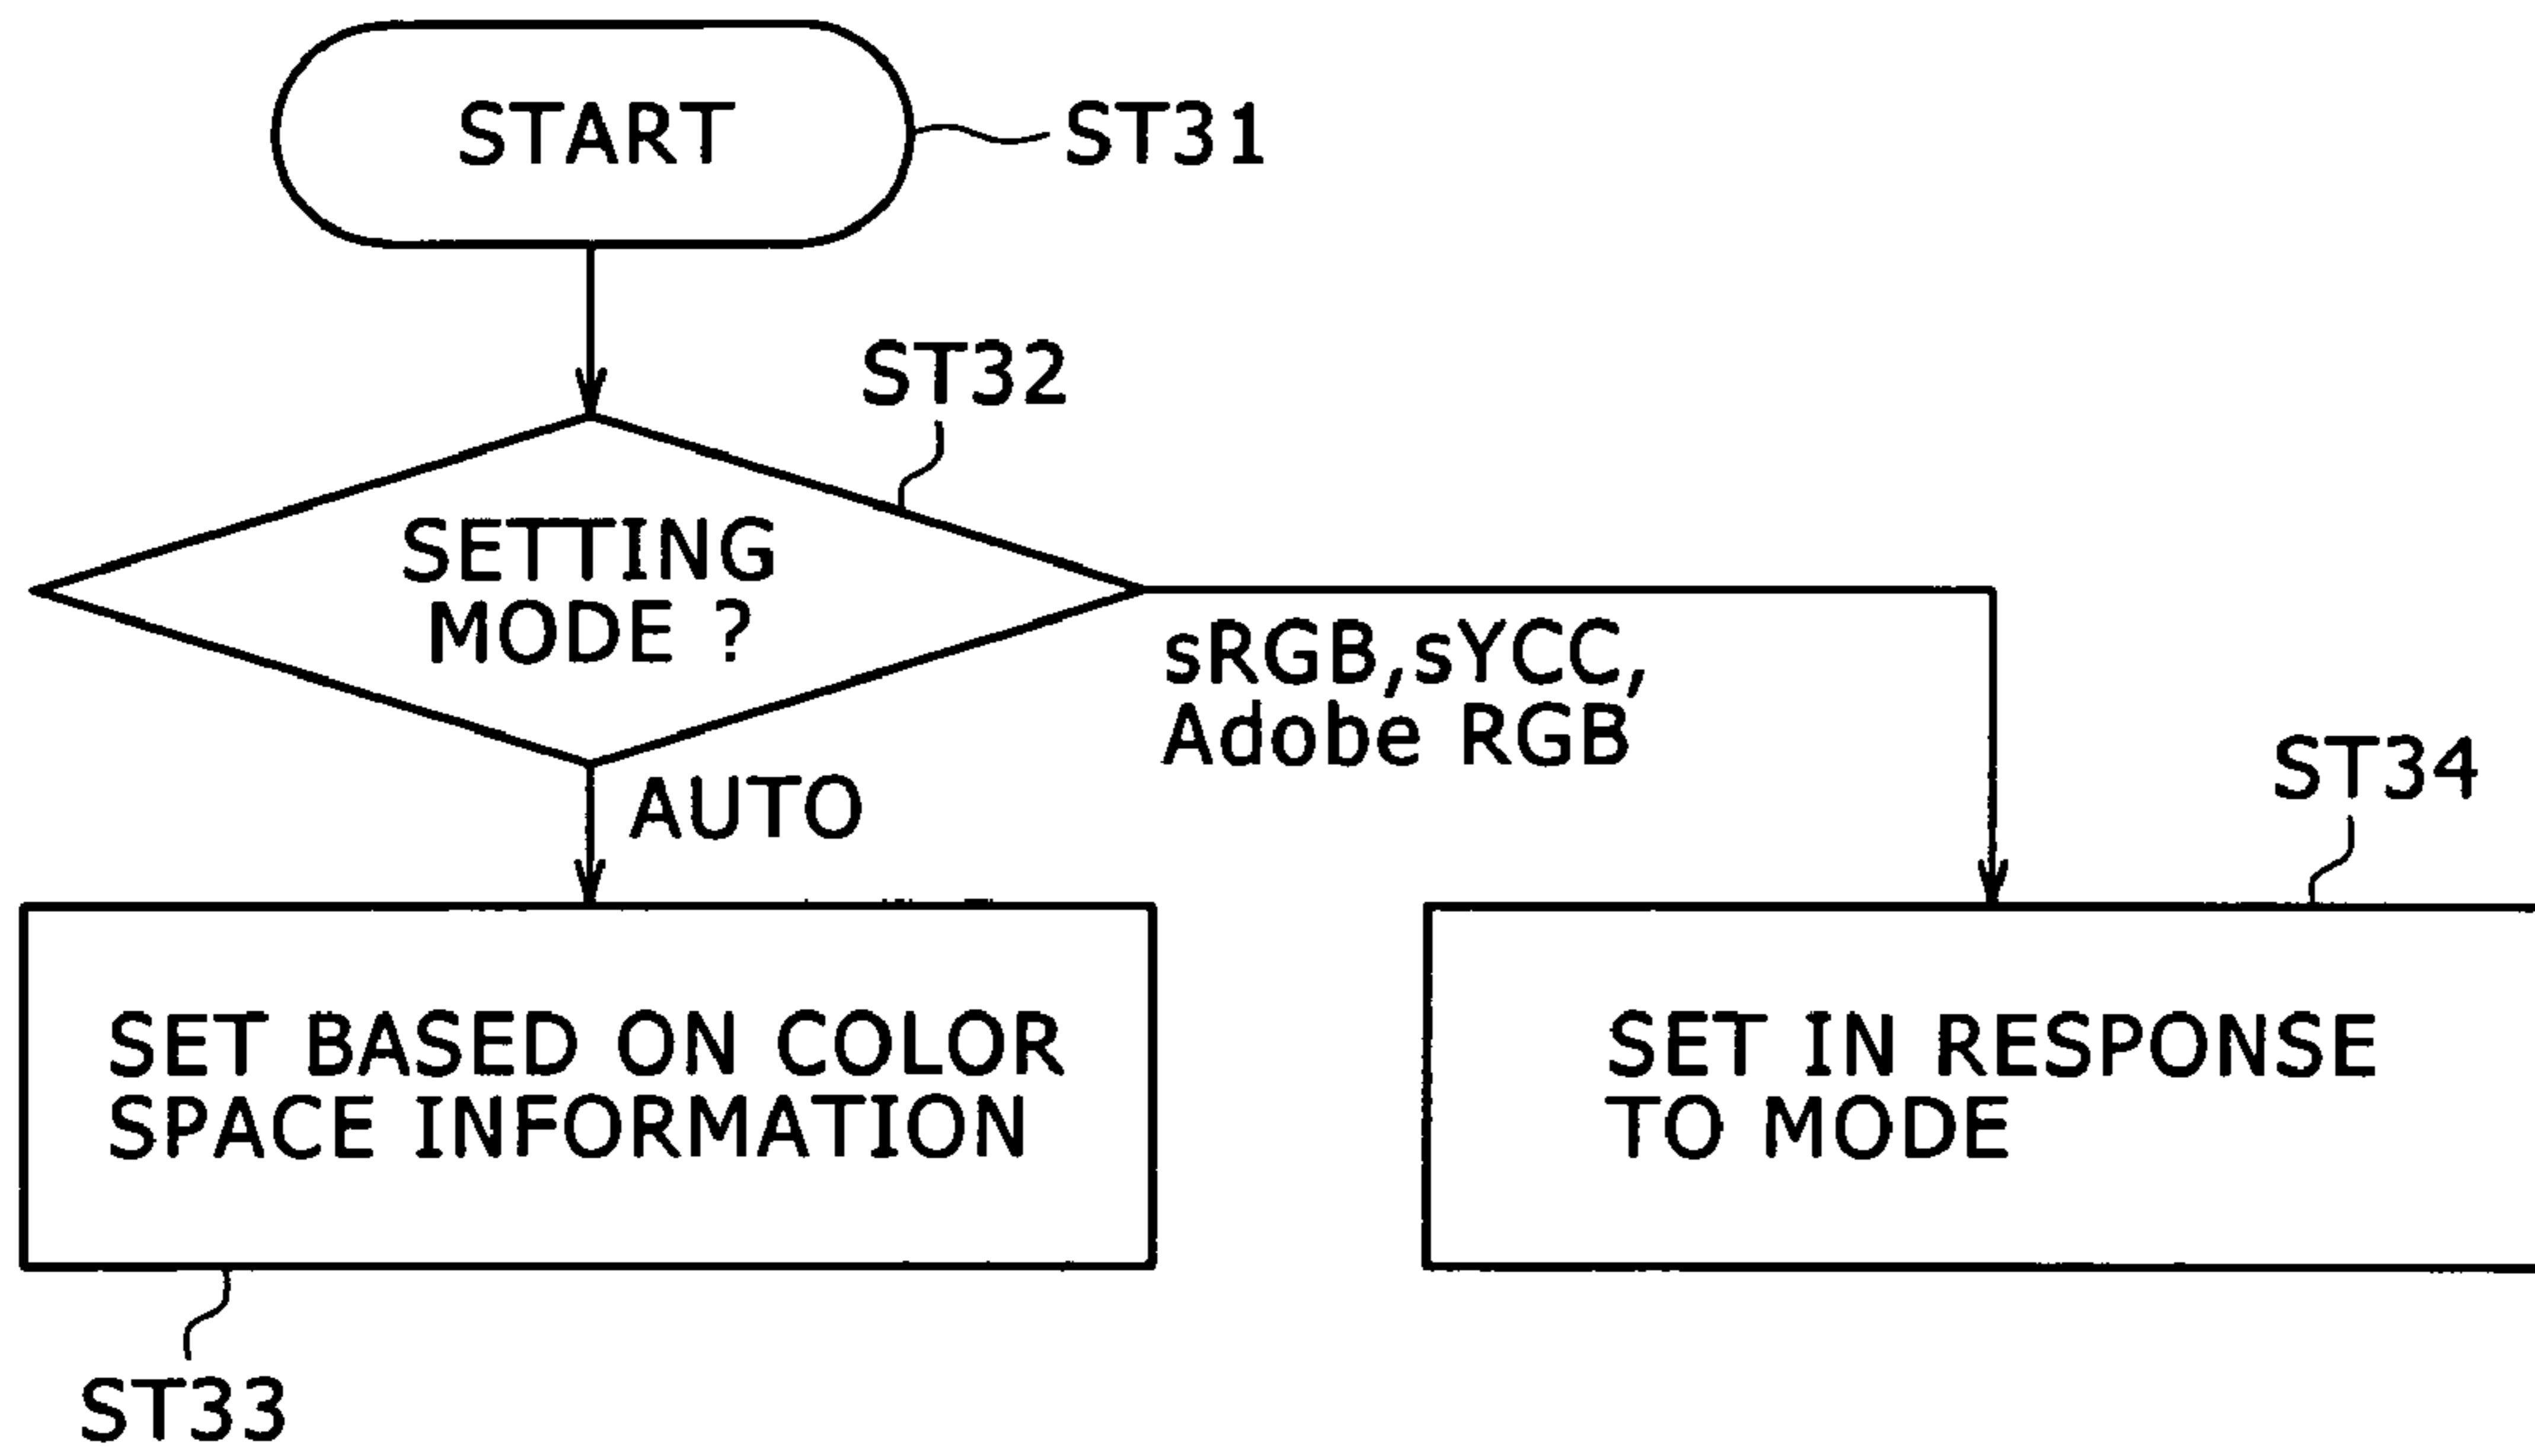 START
ST31
ST32
SETTING
MODE ?
sRGB,sYCC,
Adobe RGB
AUTO
ST34
SET BASED ON COLOR
SPACE INFORMATION
SET IN RESPONSE
TO MODE
ST33